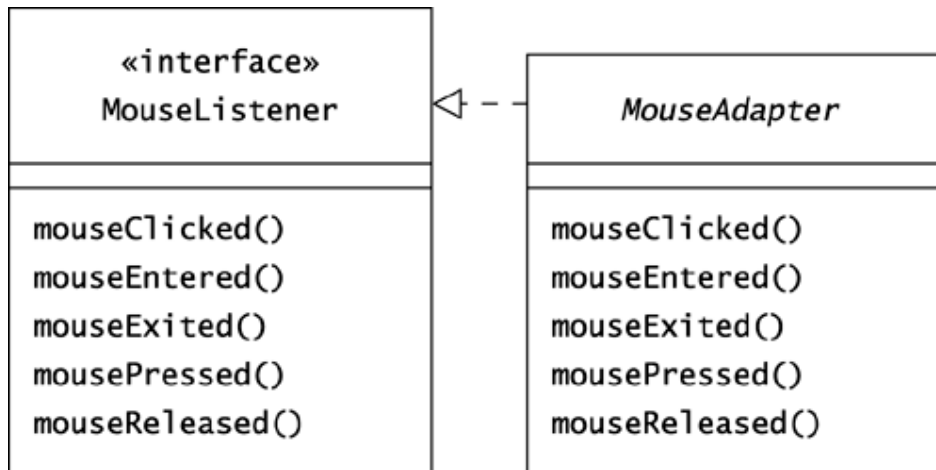 «interface»
MouseListener
mouseClicked()
mouseEntered()
mouseExited()
mousePressed()
mouseReleased()
MouseAdapter
mouseClicked()
mouseEntered()
mouseExited()
mousePressed()
mouseReleased()